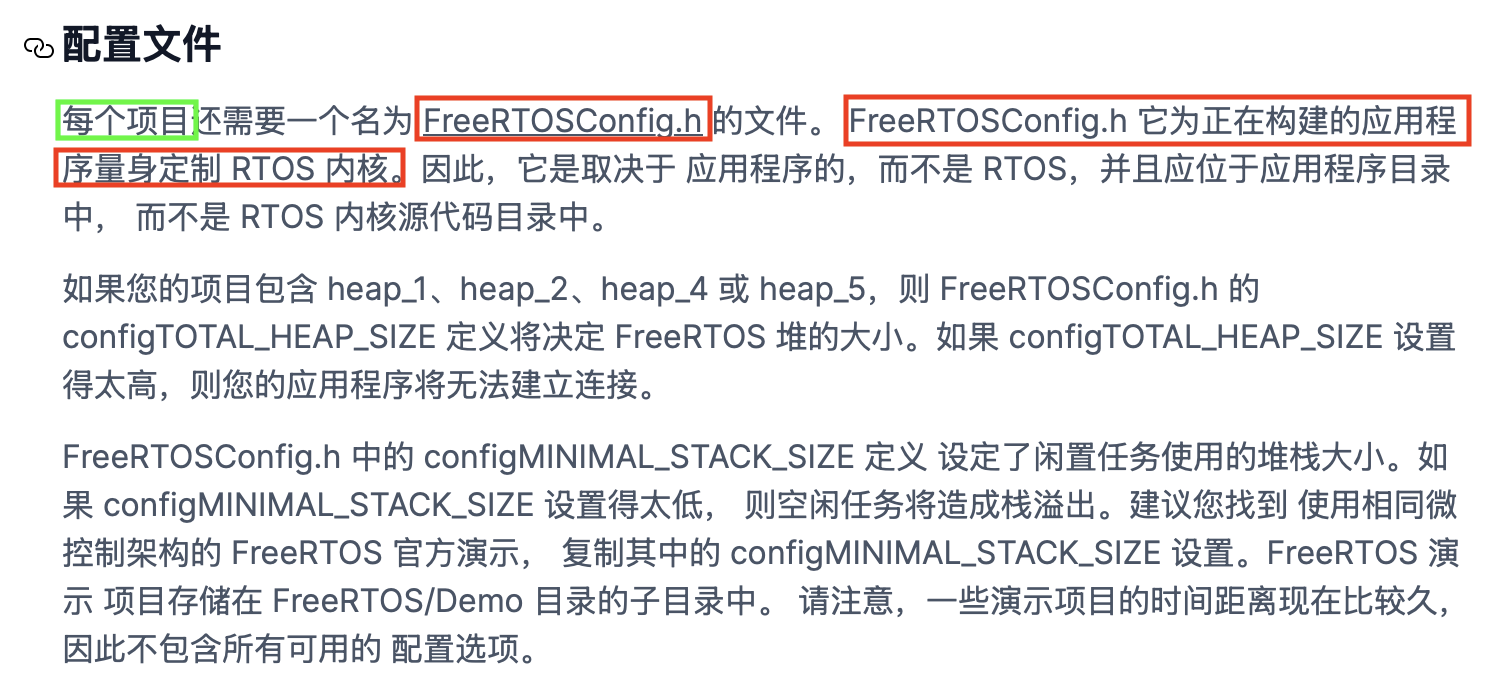 配置文件
每个项目还需要一个名为 FreeRTOSConfig.h 的文件。 FreeRTOSConfig.h 它为正在构建的应用程
序量身定制 RTOS 内核。 因此，它是取决于 应用程序的，而不是 RTOS，并且应位于应用程序目录
中， 而不是 RTOS 内核源代码目录中。
如果您的项目包含 heap_1、heap_2、heap_4 或 heap_5，则 FreeRTOSConfig.h 的
configTOTAL_HEAP_SIZE 定义将决定 FreeRTOS 堆的大小。如果 configTOTAL_HEAP_SIZE 设置
得太高，则您的应用程序将无法建立连接。
FreeRTOSConfig.h 中的 configMINIMAL_STACK_SIZE 定义 设定了闲置任务使用的堆栈大小。如
果 configMINIMAL_STACK_SIZE 设置得太低， 则空闲任务将造成栈溢出。建议您找到 使用相同微
控制架构的 FreeRTOS 官方演示， 复制其中的 configMINIMAL_STACK_SIZE 设置。FreeRTOS 演
示 项目存储在 FreeRTOS/Demo 目录的子目录中。 请注意，一些演示项目的时间距离现在比较久，
因此不包含所有可用的 配置选项。